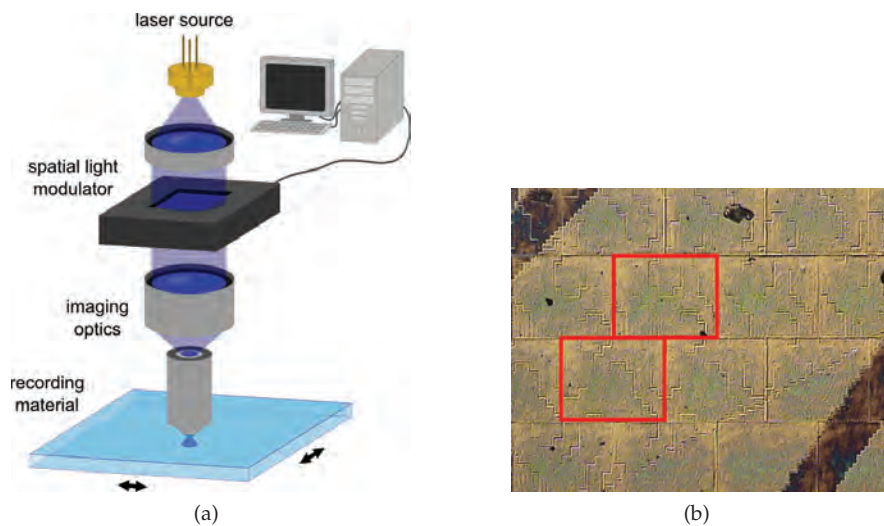 laser source
spatial light
modulator
imaging
optics
recording
material
(a)
(b)